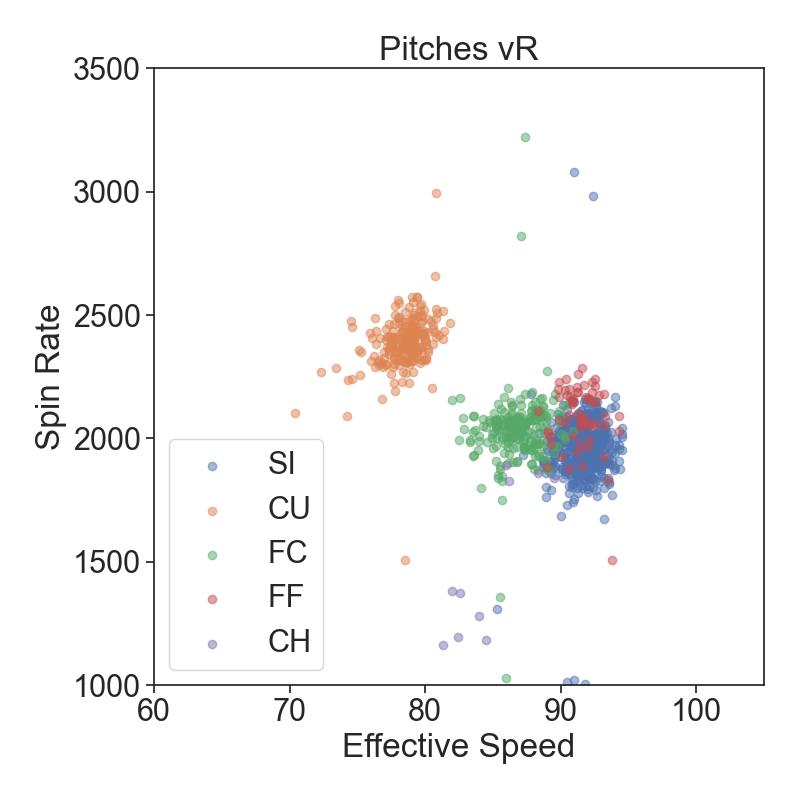 Pitches vR
3500
3000
2500
2000
1500
1000
Spin Rate
SI
CU
FC
FF
CH
60 70 80 90 100
Effective Speed